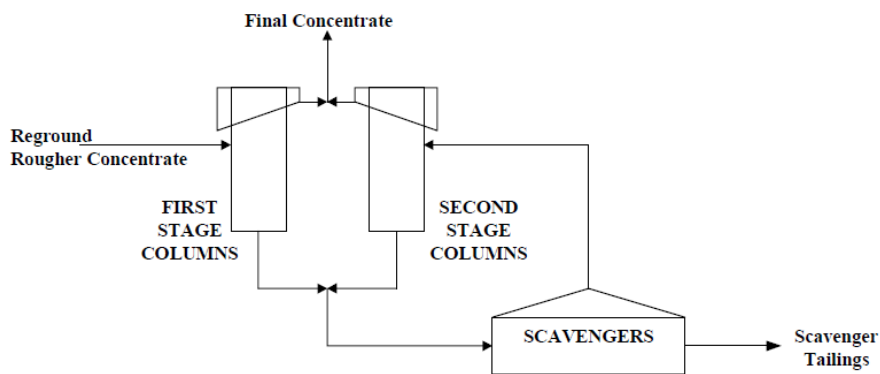 Final Concentrate
Reground
Rougher Concentrate
FIRST
STAGE
COLUMNS
SECOND
STAGE
COLUMNS
SCAVENGERS
Scavenger
Tailings